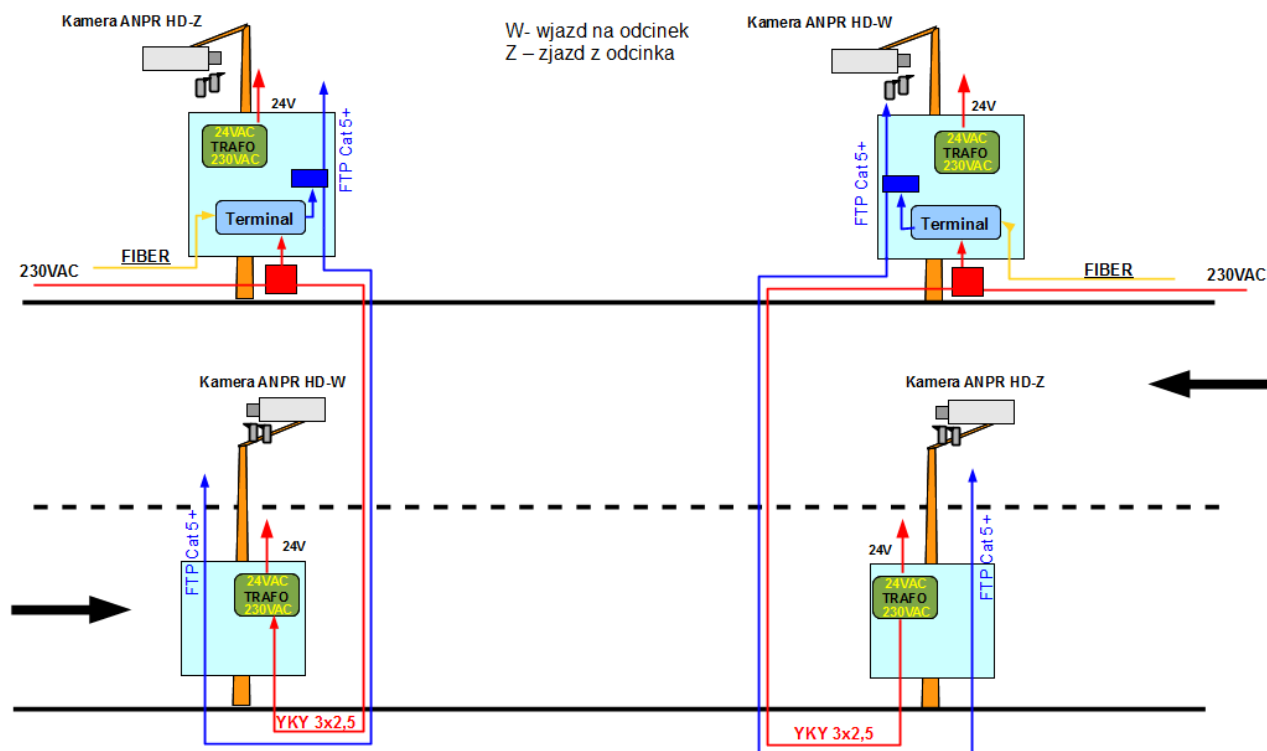 Kamera ANPR HD-Z
W- wjazd na odcinek
Z – zjazd z odcinka
Kamera ANPR HD-W
24V
24VAC
TRAFO
230VAC
FTP Cat 5+
Terminal
FIBER
230VAC
24V
24VAC
TRAFO
230VAC
FTP Cat 5+
Terminal
FIBER
230VAC
Kamera ANPR HD-W
FTP Cat 5+
24V
24VAC
TRAFO
230VAC
YKY 3x2,5
Kamera ANPR HD-Z
24V
24VAC
TRAFO
230VAC
FTP Cat 5+
YKY 3x2,5